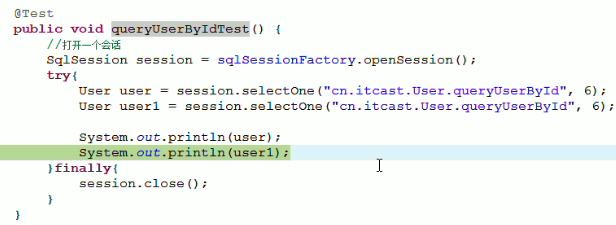 @Test
public void queryUserByIdTest() {
//打开一个会话
SqlSession session = sqlSessionFactory.openSession();
try{
User user = session.selectOne("cn.itcast.User.queryUserById", 6);
User user1 = session.selectOne("cn.itcast.User.queryUserById", 6);
System.out.println(user);
System.out.println(user1);
}finally{
session.close();
}
}